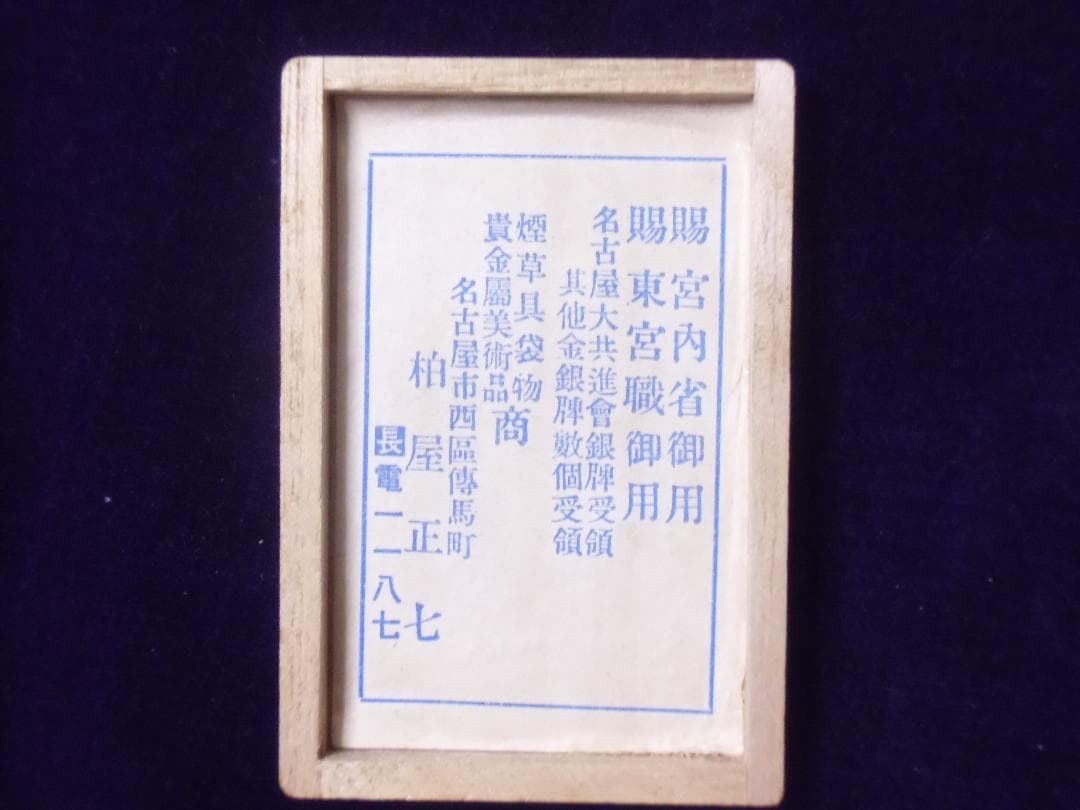 賜宮内省御用
賜東宮職御用
名古屋大共進會銀牌受領
其他金銀牌數個受領
煙草具袋物
貴金屬美術品
商
名古屋市西區傳馬町
柏屋正七
長電一一八七